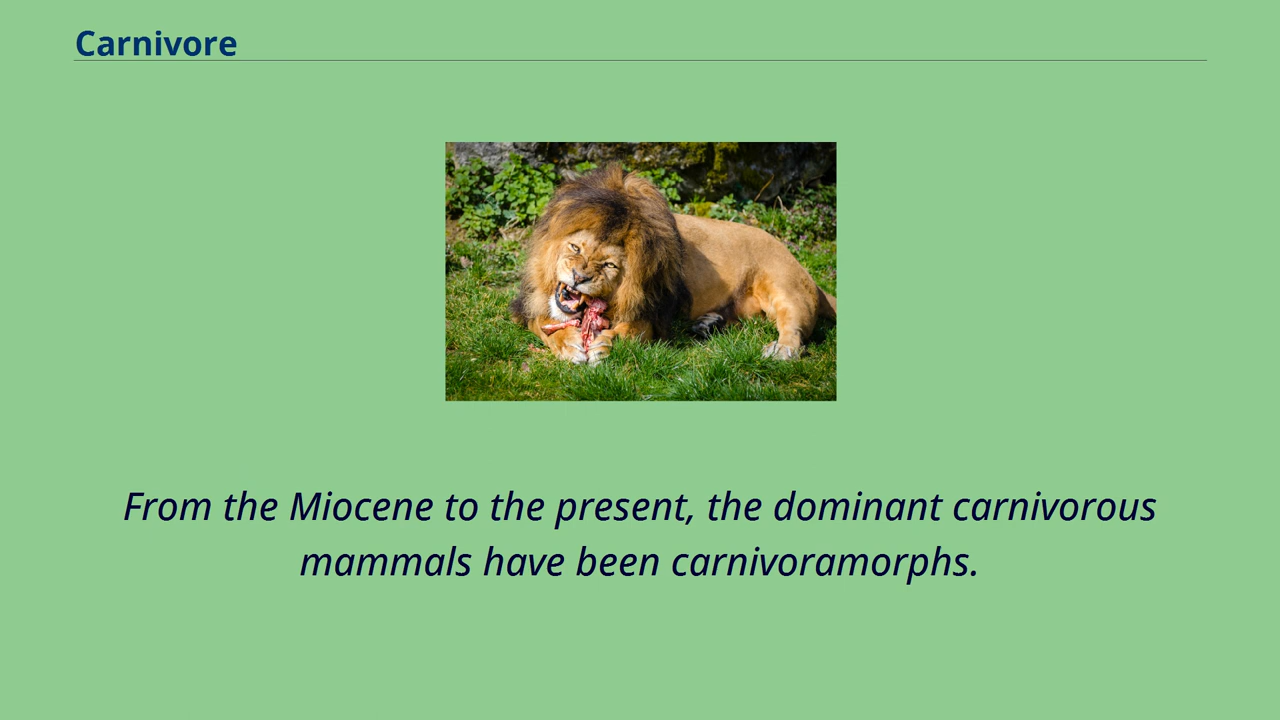 Carnivore
From the Miocene to the present, the dominant carnivorous
mammals have been carnivoramorphs.